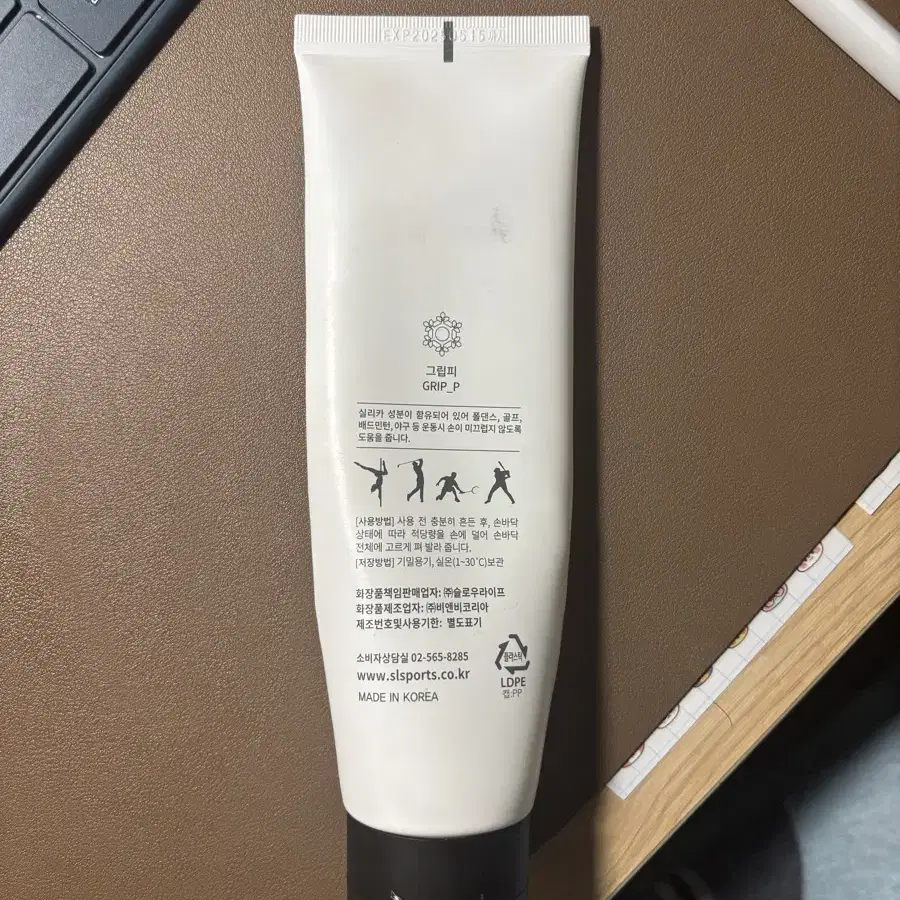 그립피
GRIP_P
실리카 성분이 함유되어 있어 폴댄스, 골프,
배드민턴, 야구 등 운동시 손이 미끄럽지 않도록
도움을 줍니다.
[사용방법] 사용 전 충분히 흔든 후, 손바닥
상태에 따라 적당량을 손에 덜어 손바닥
전체에 고르게 펴 발라 줍니다.
[저장방법] 기밀용기, 실온(1~30˚C)보관
화장품책임판매업자: ㈜슬로우라이프
화장품제조업자: ㈜비앤비코리아
제조번호및사용기한: 별도표기
소비자상담실 02-565-8285
www.slsports.co.kr
MADE IN KOREA
플라스틱
LDPE
캡:PP